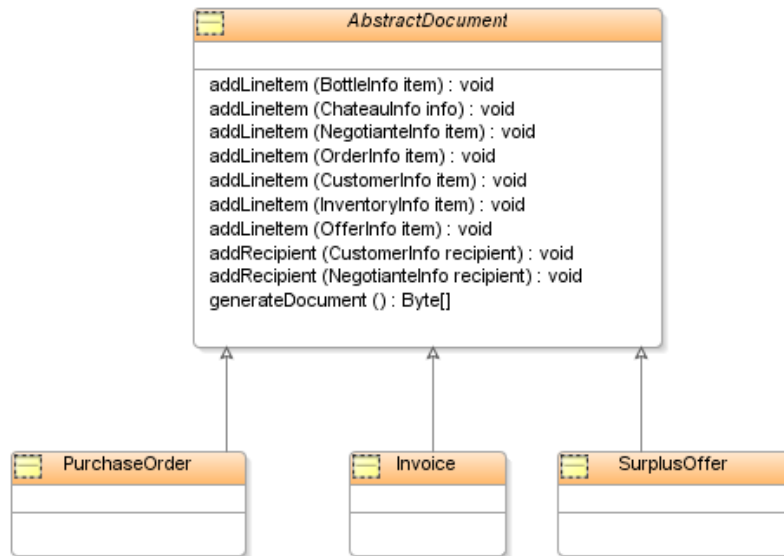 AbstractDocument
addLineItem (BottleInfo item) : void
addLineItem (ChateauInfo info) : void
addLineItem (NegotianteInfo item) : void
addLineItem (OrderInfo item) : void
addLineItem (CustomerInfo item) : void
addLineItem (InventoryInfo item) : void
addLineItem (OfferInfo item) : void
addRecipient (CustomerInfo recipient) : void
addRecipient (NegotianteInfo recipient) : void
generateDocument () : Byte[]
PurchaseOrder
Invoice
SurplusOffer